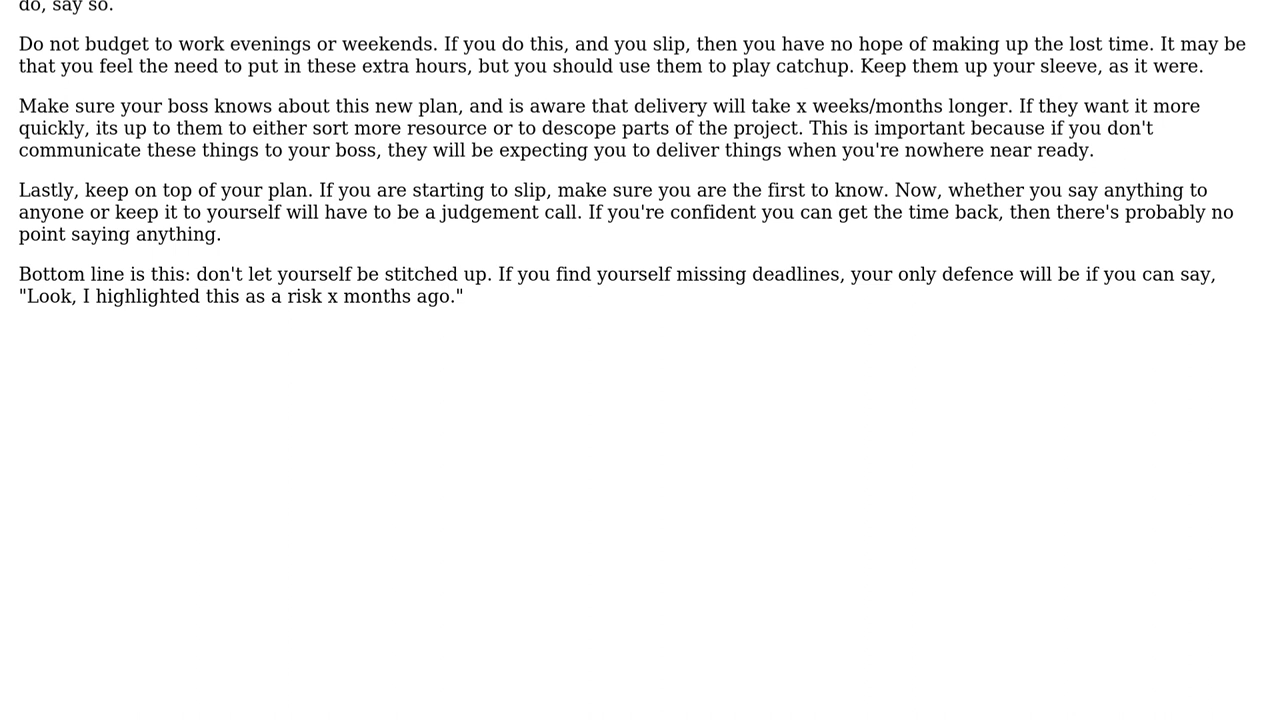 do, say so.
Do not budget to work evenings or weekends. If you do this, and you slip, then you have no hope of making up the lost time. It may be
that you feel the need to put in these extra hours, but you should use them to play catchup. Keep them up your sleeve, as it were.
Make sure your boss knows about this new plan, and is aware that delivery will take x weeks/months longer. If they want it more
quickly, its up to them to either sort more resource or to descope parts of the project. This is important because if you don't
communicate these things to your boss, they will be expecting you to deliver things when you're nowhere near ready.
Lastly, keep on top of your plan. If you are starting to slip, make sure you are the first to know. Now, whether you say anything to
anyone or keep it to yourself will have to be a judgement call. If you're confident you can get the time back, then there's probably no
point saying anything.
Bottom line is this: don't let yourself be stitched up. If you find yourself missing deadlines, your only defence will be if you can say,
"Look, I highlighted this as a risk x months ago."